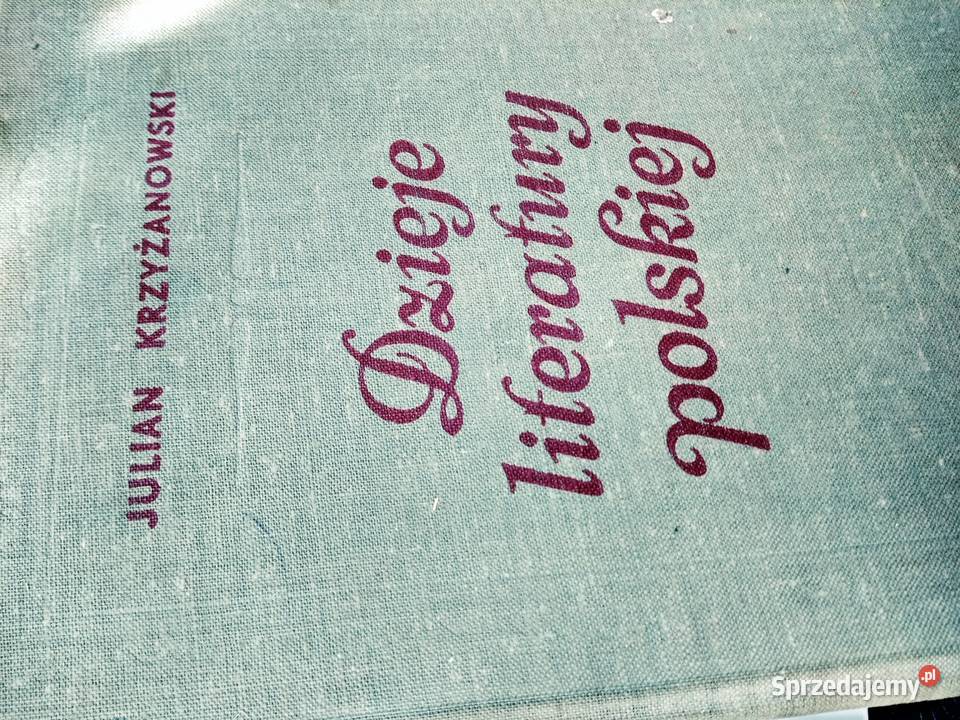 JULIAN KRZYŻANOWSKI
Dzieje
literatury
polskiej
Sprzedajemy.pl